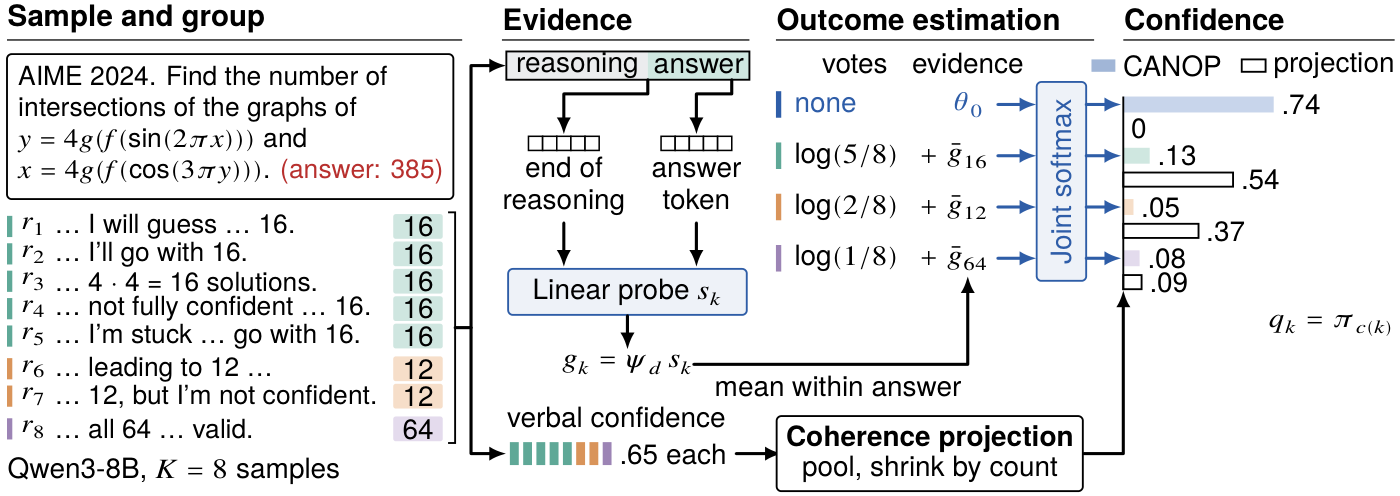 Sample and group
AIME 2024. Find the number of
intersections of the graphs of
y = 4g(f(sin(2πx))) and
x = 4g(f(cos(3πy))). (answer: 385)
r₁ … I will guess … 16. 16
r₂ … I'll go with 16. 16
r₃ … 4 · 4 = 16 solutions. 16
r₄ … not fully confident … 16. 16
r₅ … I'm stuck … go with 16. 16
r₆ … leading to 12 … 12
r₇ … 12, but I'm not confident. 12
r₈ … all 64 … valid. 64
Qwen3-8B, K = 8 samples
Evidence
reasoning answer
end of
reasoning
answer
token
Linear probe sₖ
gₖ = ψ_d sₖ
mean within answer
verbal confidence
.65 each
Coherence projection
pool, shrink by count
Outcome estimation
votes evidence
none θ₀
log(5/8) + ḡ₁₆
log(2/8) + ḡ₁₂
log(1/8) + ḡ₆₄
Joint softmax
Confidence
CANOP projection
.74
0
.13
.54
.05
.37
.08
.09
qₖ = π_c(k)